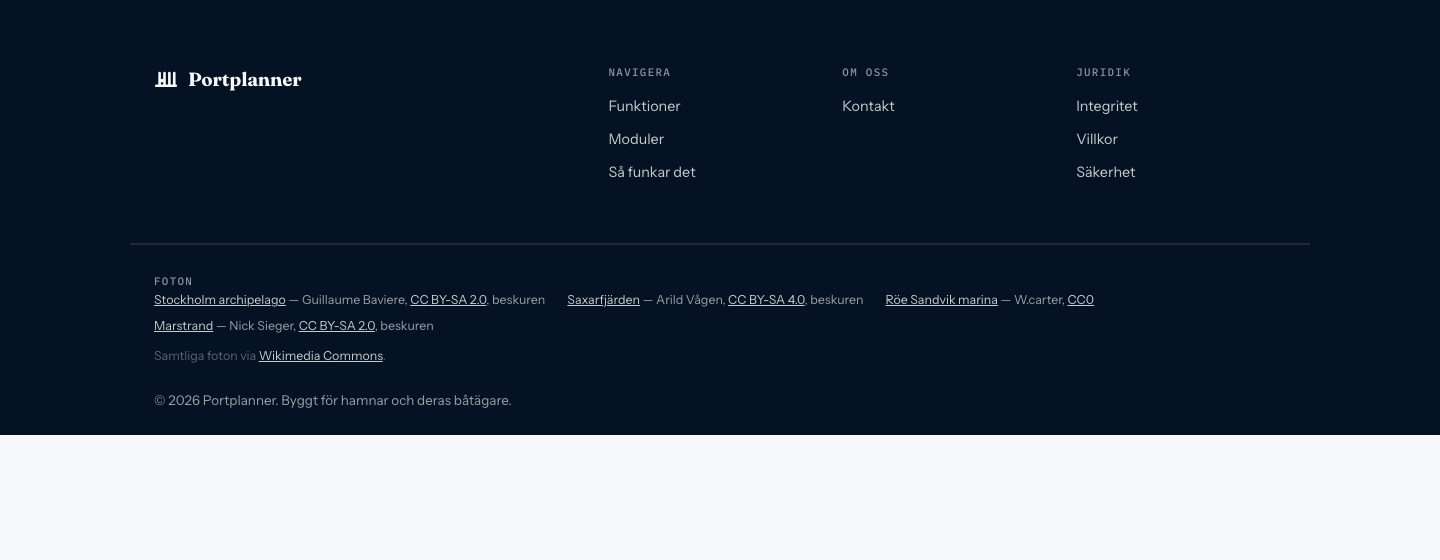 Portplanner
NAVIGERA
Funktioner
Moduler
Så funkar det
OM OSS
Kontakt
JURIDIK
Integritet
Villkor
Säkerhet
FOTON
Stockholm archipelago — Guillaume Baviere, CC BY-SA 2.0, beskuren Saxarfjärden — Arild Vågen, CC BY-SA 4.0, beskuren Röe Sandvik marina — W.carter, CC0
Marstrand — Nick Sieger, CC BY-SA 2.0, beskuren
Samtliga foton via Wikimedia Commons.
© 2026 Portplanner. Byggt för hamnar och deras båtägare.